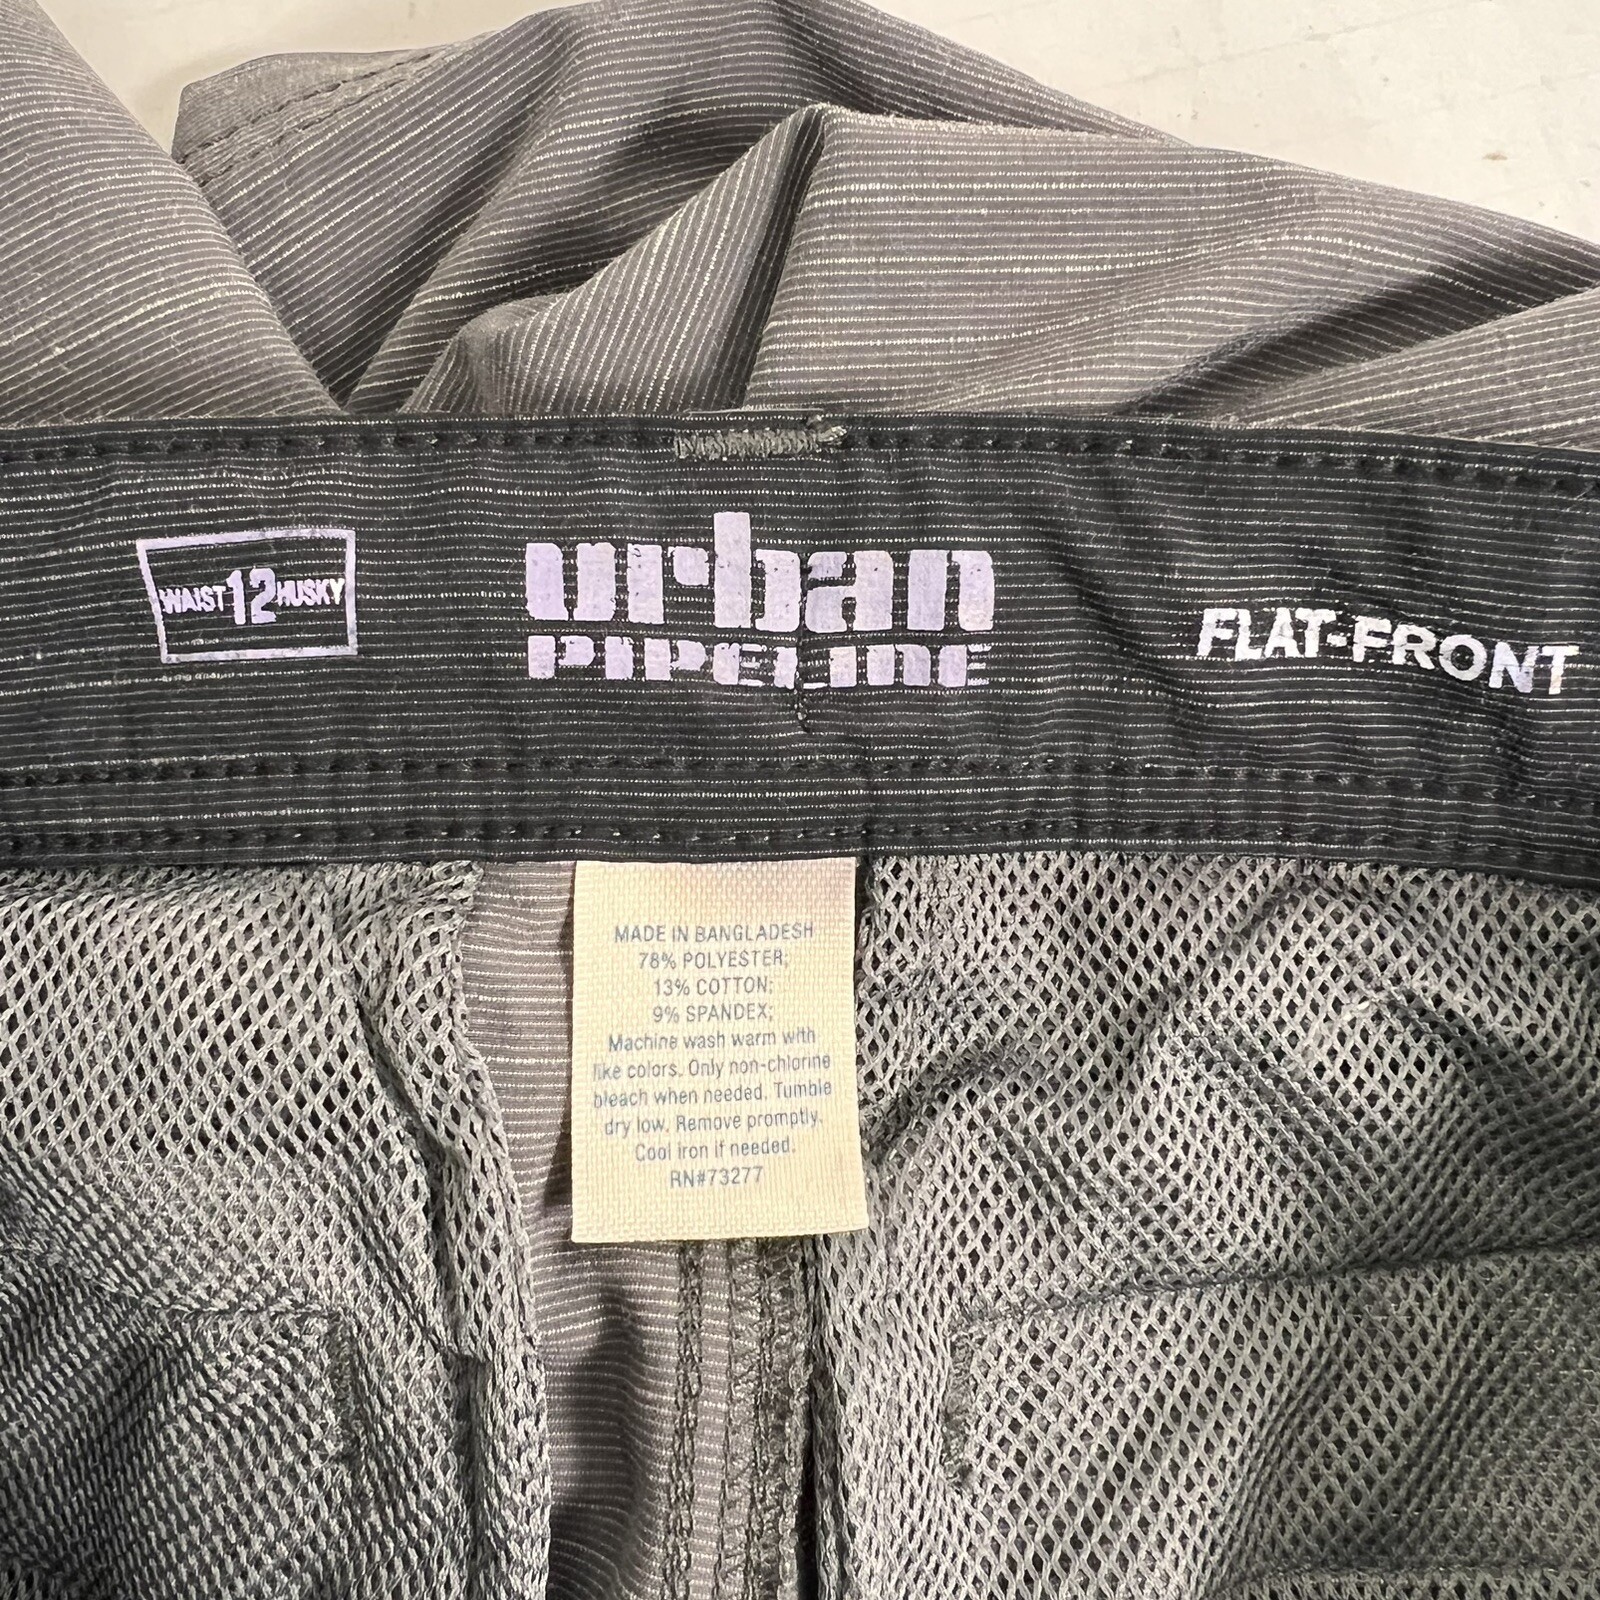 WAIST 12 HUSKY
urban
PIPELINE
FLAT-FRONT
MADE IN BANGLADESH
78% POLYESTER;
13% COTTON;
9% SPANDEX;
Machine wash warm with
like colors. Only non-chlorine
bleach when needed. Tumble
dry low. Remove promptly.
Cool iron if needed.
RN#73277